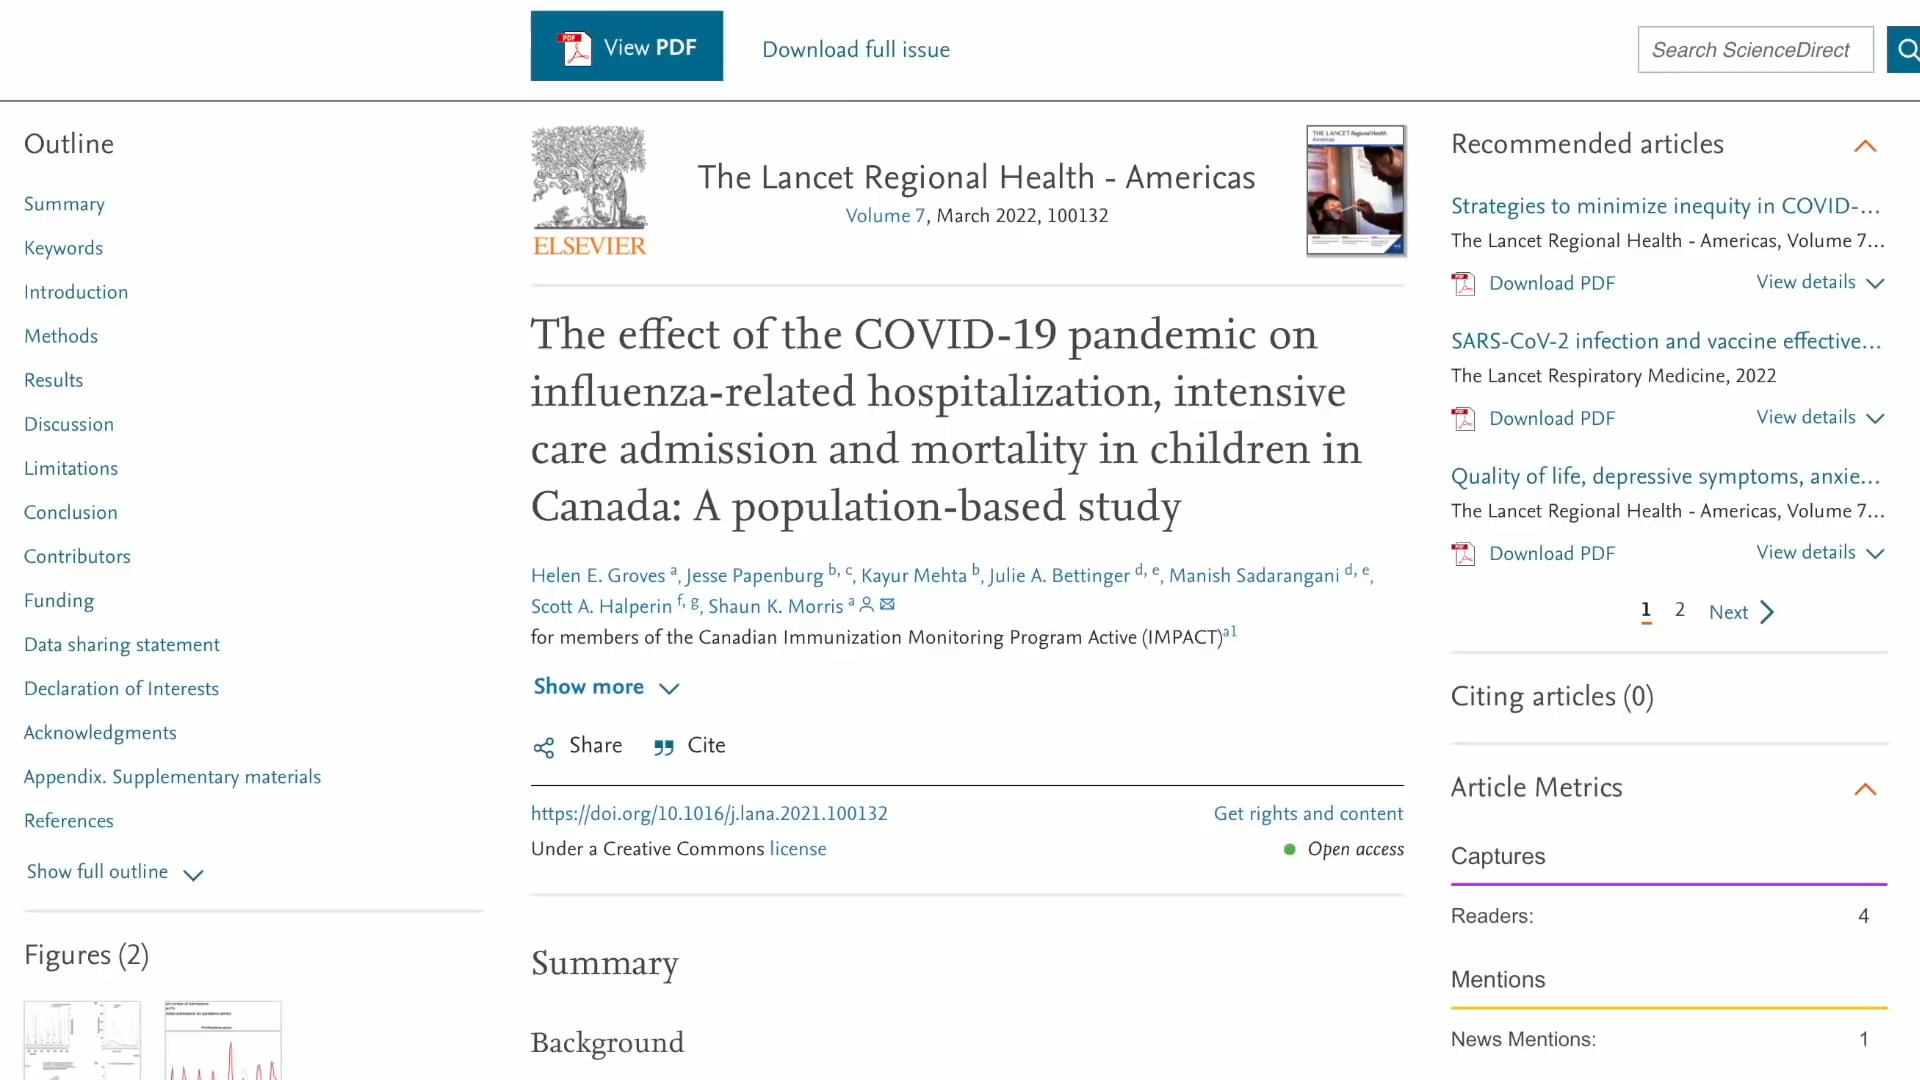 View PDF
Download full issue
Search ScienceDirect
Outline
Summary
Keywords
Introduction
Methods
Results
Discussion
Limitations
Conclusion
Contributors
Funding
Data sharing statement
Declaration of Interests
Acknowledgments
Appendix. Supplementary materials
References
Show full outline
Figures (2)
ELSEVIER
The Lancet Regional Health - Americas
Volume 7, March 2022, 100132
THE LANCET Regional Health
Americas
The effect of the COVID-19 pandemic on
influenza-related hospitalization, intensive
care admission and mortality in children in
Canada: A population-based study
Helen E. Groves a, Jesse Papenburg b, c, Kayur Mehta b, Julie A. Bettinger d, e, Manish Sadarangani d, e,
Scott A. Halperin f, g, Shaun K. Morris a
for members of the Canadian Immunization Monitoring Program Active (IMPACT)a1
Show more
Share Cite
https://doi.org/10.1016/j.lana.2021.100132
Get rights and content
Under a Creative Commons license
Open access
Summary
Background
Recommended articles
Strategies to minimize inequity in COVID-...
The Lancet Regional Health - Americas, Volume 7...
PDF Download PDF View details
SARS-CoV-2 infection and vaccine effective...
The Lancet Respiratory Medicine, 2022
PDF Download PDF View details
Quality of life, depressive symptoms, anxie...
The Lancet Regional Health - Americas, Volume 7...
PDF Download PDF View details
1 2 Next
Citing articles (0)
Article Metrics
Captures
Readers: 4
Mentions
News Mentions: 1